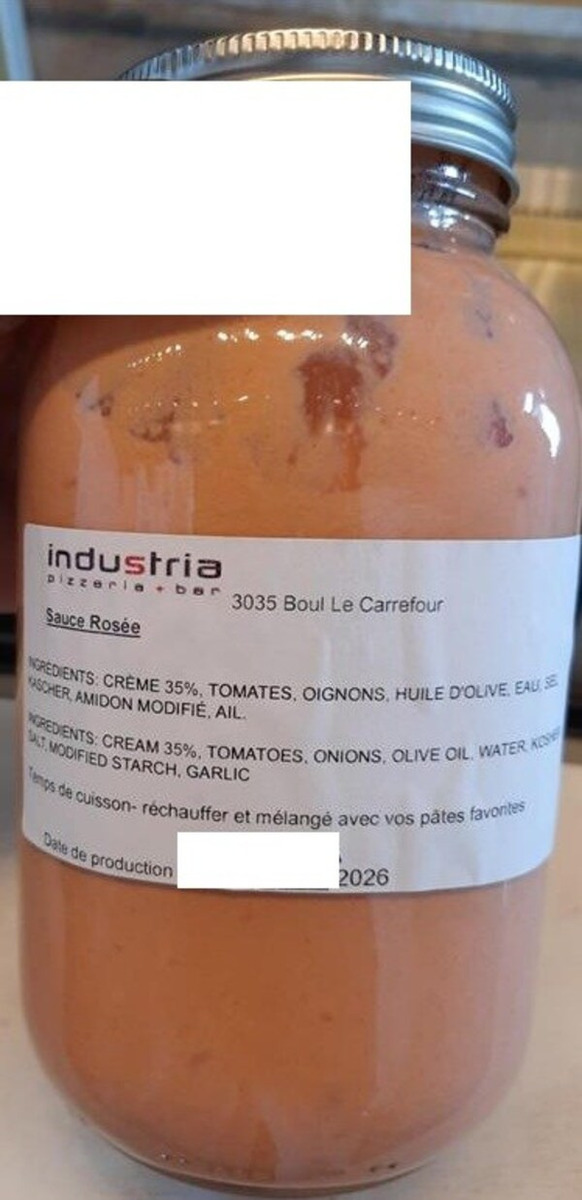 industria
pizzeria + bar
3035 Boul Le Carrefour
Sauce Rosée
INGREDIENTS: CRÈME 35%, TOMATES, OIGNONS, HUILE D'OLIVE, EAU, SEL
KASCHER, AMIDON MODIFIÉ, AIL.
INGREDIENTS: CREAM 35%, TOMATOES, ONIONS, OLIVE OIL, WATER, KOSHER
SALT, MODIFIED STARCH, GARLIC
Temps de cuisson- réchauffer et mélangé avec vos pâtes favorites
Date de production 2026